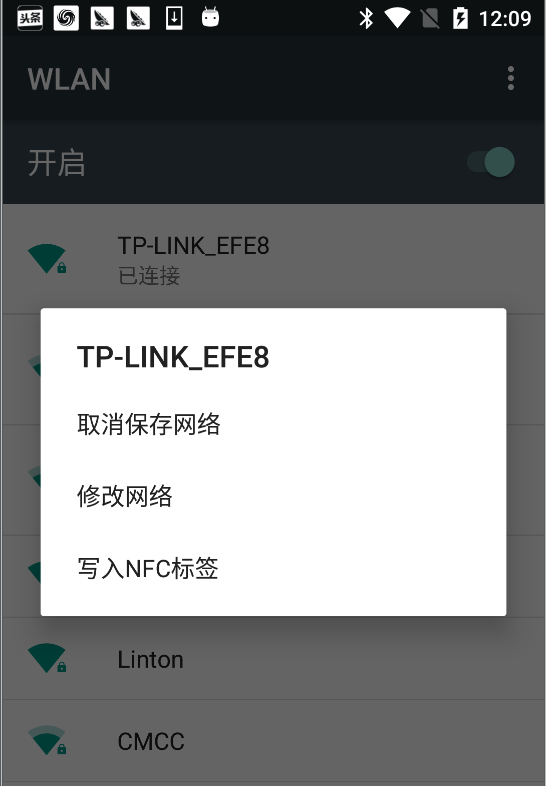 头条
12:09
WLAN
开启
TP-LINK_EFE8
已连接
TP-LINK_EFE8
取消保存网络
修改网络
写入NFC标签
Linton
CMCC